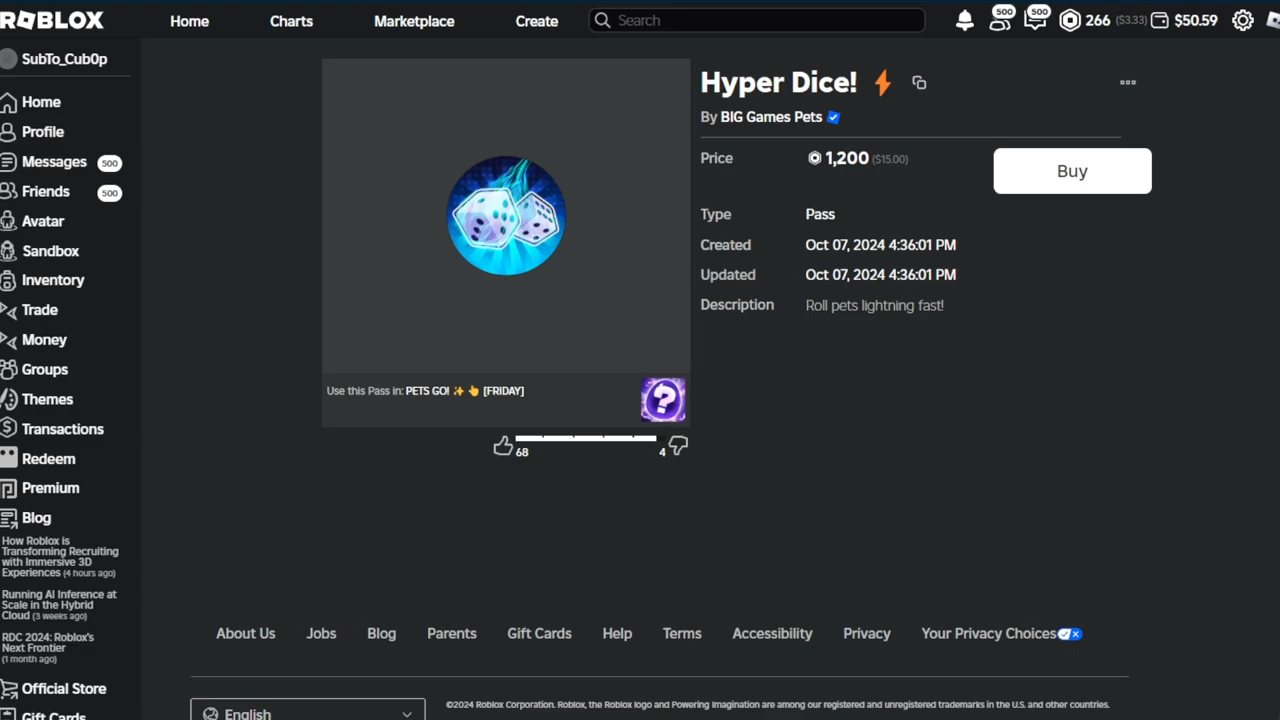 ROBLOX
Home
Charts
Marketplace
Create
Search
500
500
266 ($3.33)
$50.59
SubTo_Cub0p
Home
Profile
Messages 500
Friends 500
Avatar
Sandbox
Inventory
Trade
Money
Groups
Themes
Transactions
Redeem
Premium
Blog
How Roblox is
Transforming Recruiting
with Immersive 3D
Experiences (4 hours ago)
Running AI Inference at
Scale in the Hybrid
Cloud (3 weeks ago)
RDC 2024: Roblox's
Next Frontier
(1 month ago)
Official Store
Gift Cards
Hyper Dice!
By BIG Games Pets
Price 1,200 ($15.00)
Buy
Type Pass
Created Oct 07, 2024 4:36:01 PM
Updated Oct 07, 2024 4:36:01 PM
Description Roll pets lightning fast!
Use this Pass in: PETS GO! ✨ 👆 [FRIDAY]
?
68
4
About Us
Jobs
Blog
Parents
Gift Cards
Help
Terms
Accessibility
Privacy
Your Privacy Choices
English
©2024 Roblox Corporation. Roblox, the Roblox logo and Powering Imagination are among our registered and unregistered trademarks in the U.S. and other countries.